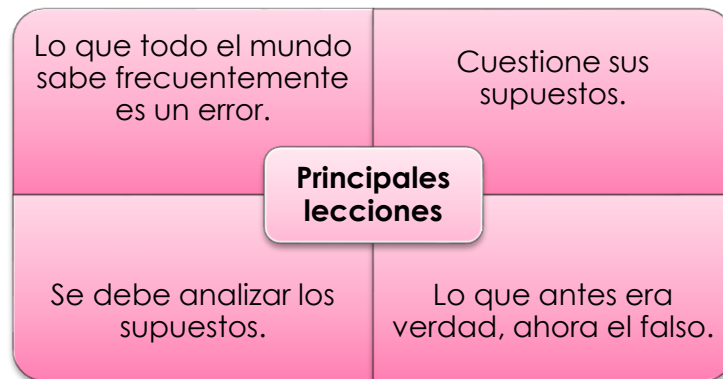 Lo que todo el mundo
sabe frecuentemente
es un error.
Cuestione sus
supuestos.
Principales
lecciones
Se debe analizar los
supuestos.
Lo que antes era
verdad, ahora el falso.